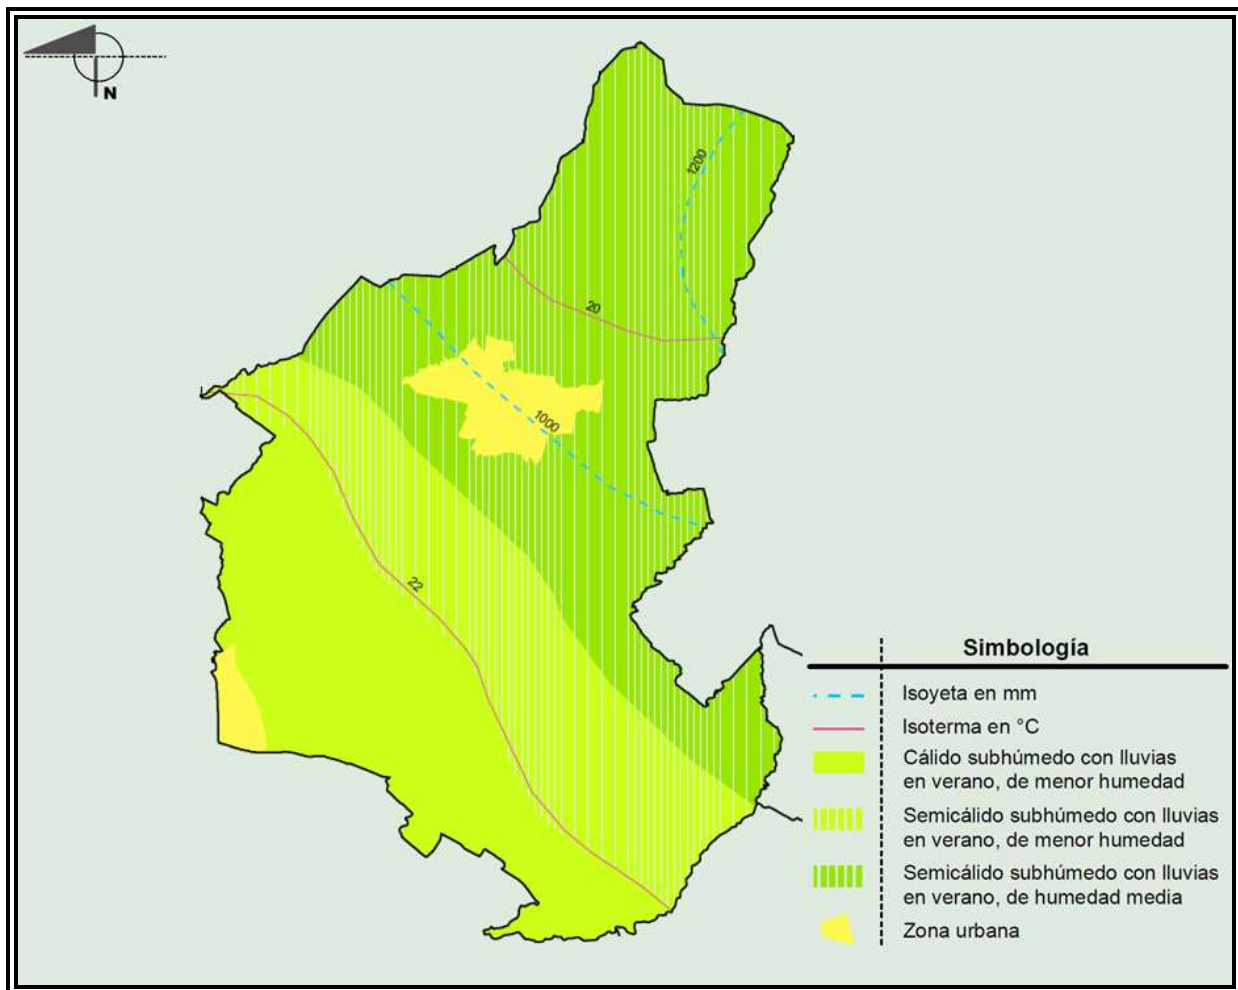 N
1200
20
1000
22
Simbología
Isoyeta en mm
Isoterma en °C
Cálido subhúmedo con lluvias
en verano, de menor humedad
Semicálido subhúmedo con lluvias
en verano, de menor humedad
Semicálido subhúmedo con lluvias
en verano, de humedad media
Zona urbana